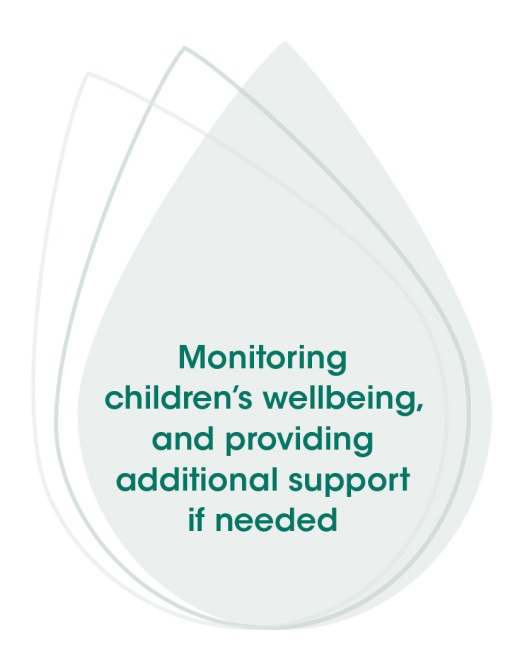 Monitoring
children’s wellbeing,
and providing
additional support
if needed